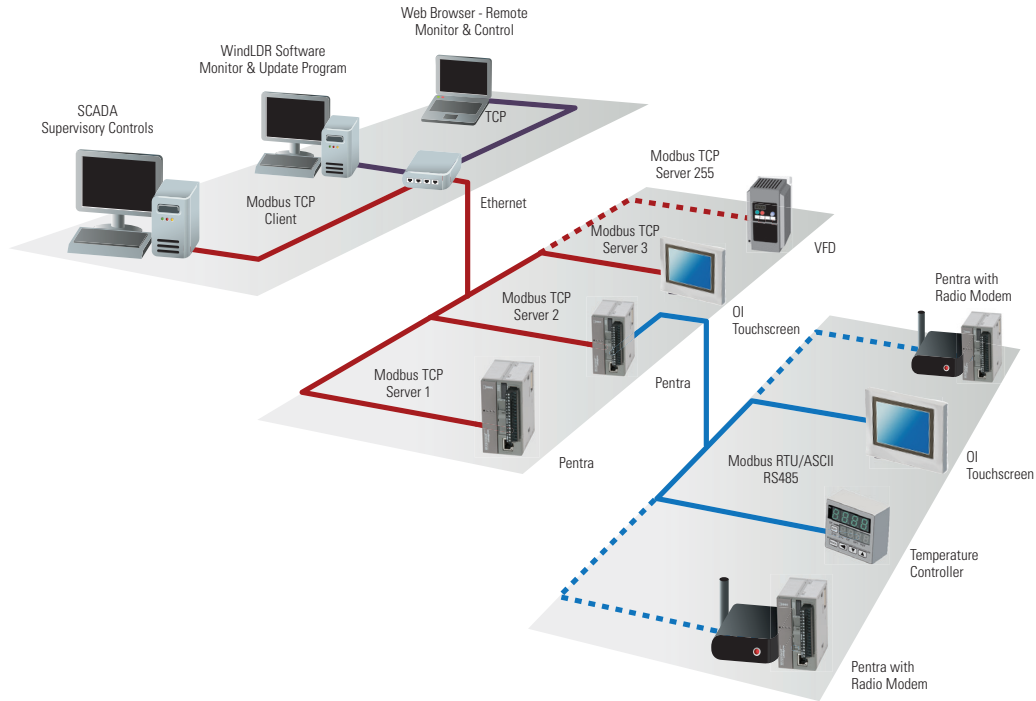 Web Browser - Remote
Monitor & Control
WindLDR Software
Monitor & Update Program
SCADA
Supervisory Controls
TCP
Modbus TCP
Client
Ethernet
Modbus TCP
Server 255
VFD
Modbus TCP
Server 3
OI
Touchscreen
Modbus TCP
Server 2
Pentra
Modbus TCP
Server 1
Pentra
Pentra with
Radio Modem
OI
Touchscreen
Modbus RTU/ASCII
RS485
Temperature
Controller
Pentra with
Radio Modem